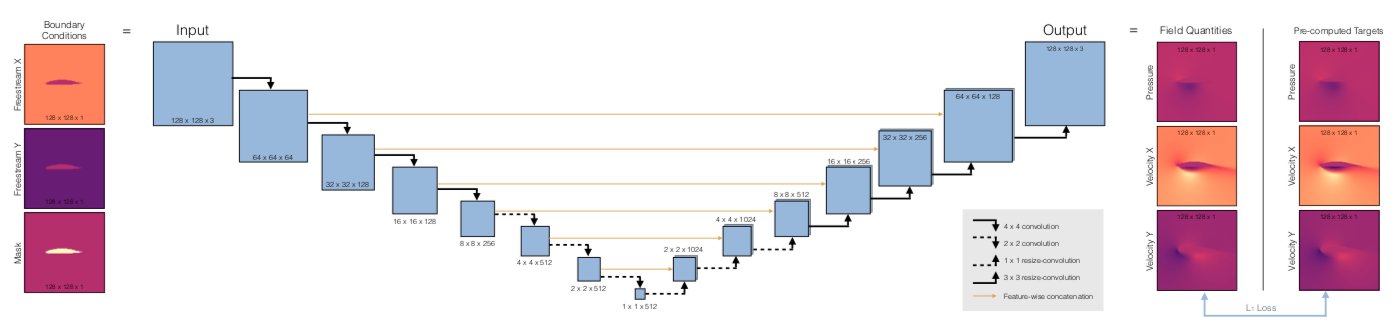 Boundary
Conditions
=
Input
Output
=
Field Quantities
Pre-computed Targets
Freestream X
128 x 128 x 1
Freestream Y
128 x 128 x 1
Mask
128 x 128 x 1
128 x 128 x 3
64 x 64 x 64
32 x 32 x 128
16 x 16 x 128
8 x 8 x 256
4 x 4 x 512
2 x 2 x 512
1 x 1 x 512
2 x 2 x 1024
4 x 4 x 1024
8 x 8 x 512
16 x 16 x 256
32 x 32 x 256
64 x 64 x 128
128 x 128 x 3
4 x 4 convolution
2 x 2 convolution
1 x 1 resize-convolution
3 x 3 resize-convolution
Feature-wise concatenation
Pressure
128 x 128 x 1
Velocity X
128 x 128 x 1
Velocity Y
128 x 128 x 1
Pressure
128 x 128 x 1
Velocity X
128 x 128 x 1
Velocity Y
128 x 128 x 1
L₁ Loss